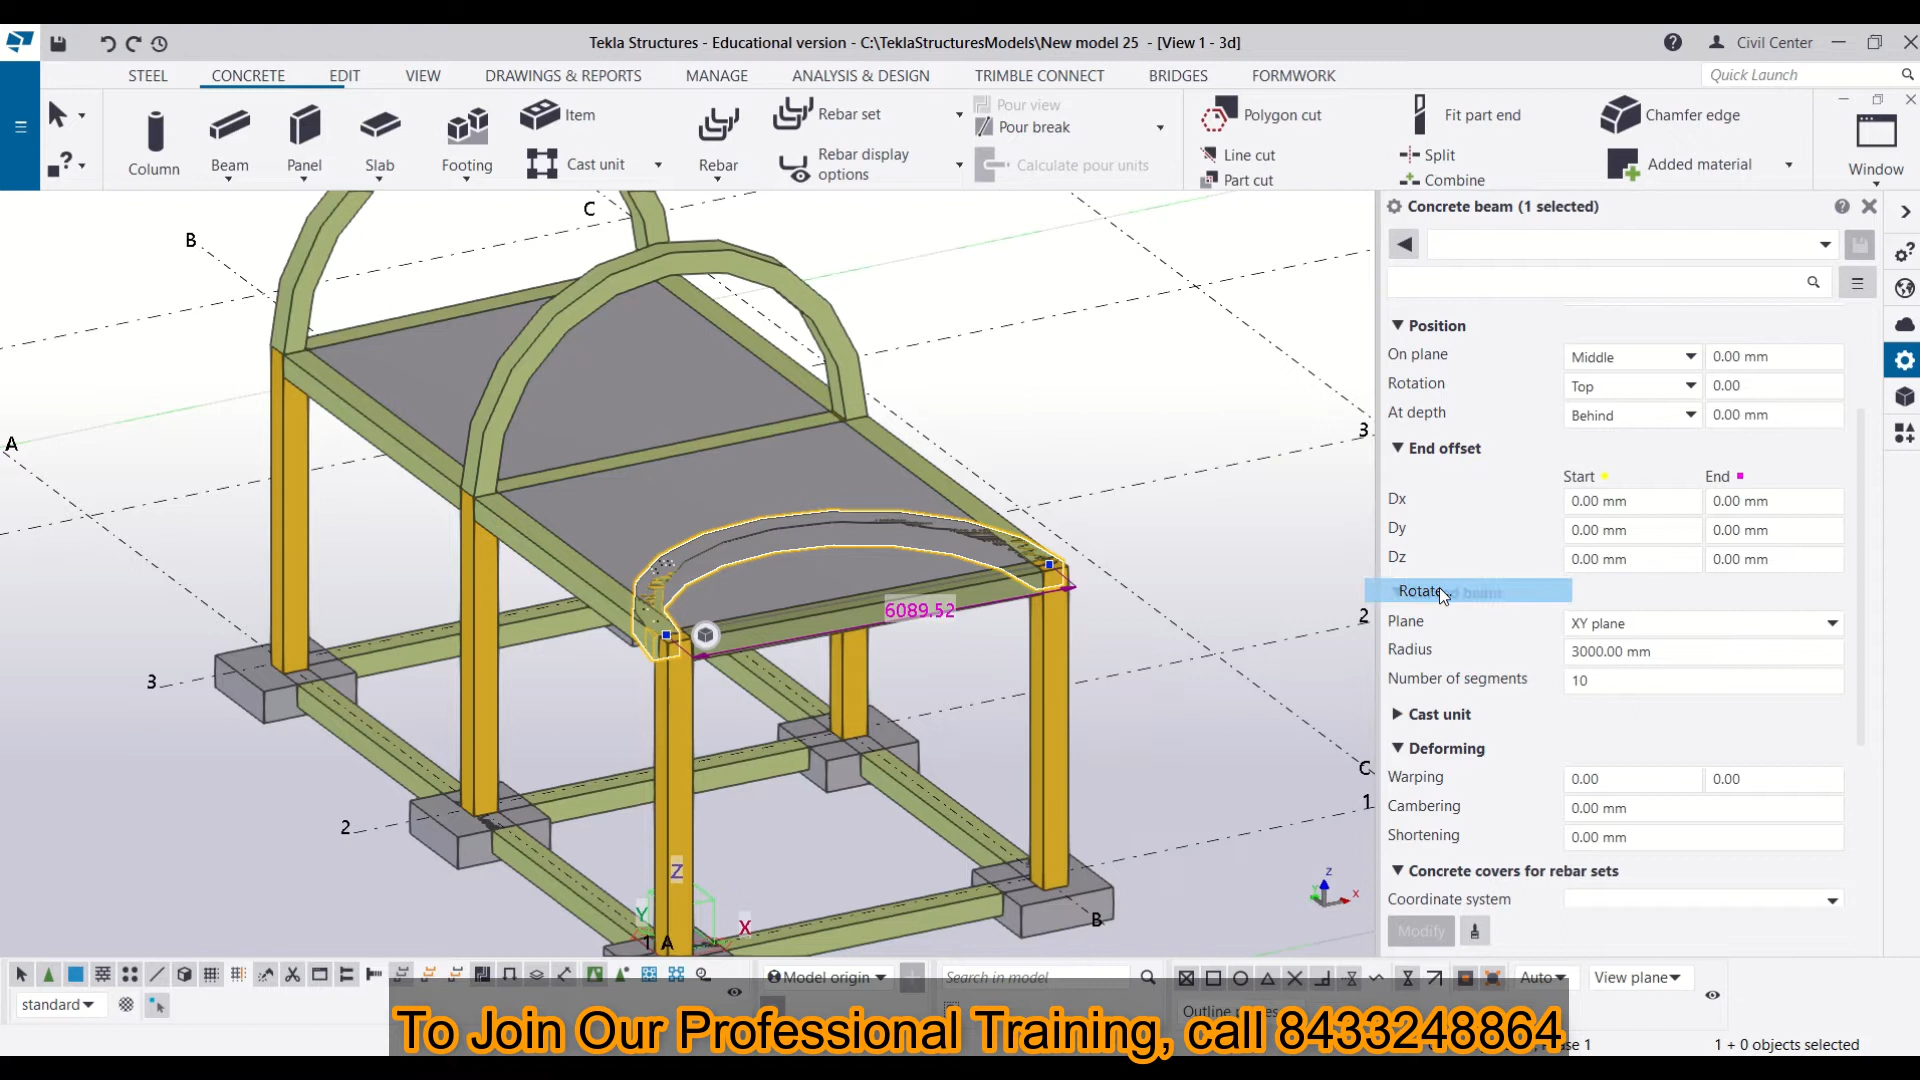 Tekla Structures - Educational version - C:\TeklaStructuresModels\New model 25 - [View 1 - 3d]
Civil Center
STEEL CONCRETE EDIT VIEW DRAWINGS & REPORTS MANAGE ANALYSIS & DESIGN TRIMBLE CONNECT BRIDGES FORMWORK
Quick Launch
Column
Beam
Panel
Slab
Footing
Item
Cast unit
Rebar
Rebar set
Rebar display
options
Pour view
Pour break
Calculate pour units
Polygon cut
Line cut
Part cut
Fit part end
Split
Combine
Chamfer edge
Added material
Window
Concrete beam (1 selected)
Position
On plane Middle 0.00 mm
Rotation Top 0.00
At depth Behind 0.00 mm
End offset
Start End
Dx 0.00 mm 0.00 mm
Dy 0.00 mm 0.00 mm
Dz 0.00 mm 0.00 mm
Rotate...
beam
Plane XY plane
Radius 3000.00 mm
Number of segments 10
Cast unit
Deforming
Warping 0.00 0.00
Cambering 0.00 mm
Shortening 0.00 mm
Concrete covers for rebar sets
Coordinate system
Modify
C
B
A
3
3
2
2
C
1
B
1 A
6089.52
Z
Y
X
Z
X
Model origin
Search in model
Auto
View plane
standard
Outline planes
To Join Our Professional Training, call 8433248864
1 + 0 objects selected